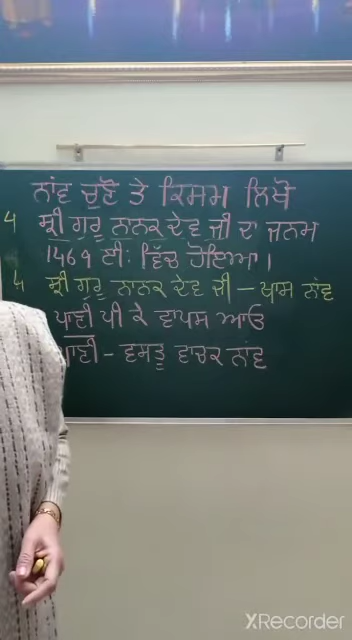 ਨਾਂਵ ਚੁਣੋ ਤੇ ਕਿਸਮ ਲਿਖੋ
ਸ੍ਰੀ ਗੁਰੂ ਨਾਨਕ ਦੇਵ ਜੀ ਦਾ ਜਨਮ
1469 ਈ: ਵਿੱਚ ਹੋਇਆ।
ਸ੍ਰੀ ਗੁਰੂ ਨਾਨਕ ਦੇਵ ਜੀ – ਖਾਸ ਨਾਂਵ
ਪਾਣੀ ਪੀ ਕੇ ਵਾਪਸ ਆਓ
ਪਾਣੀ – ਵਸਤੂ ਵਾਚਕ ਨਾਂਵ
XRecorder